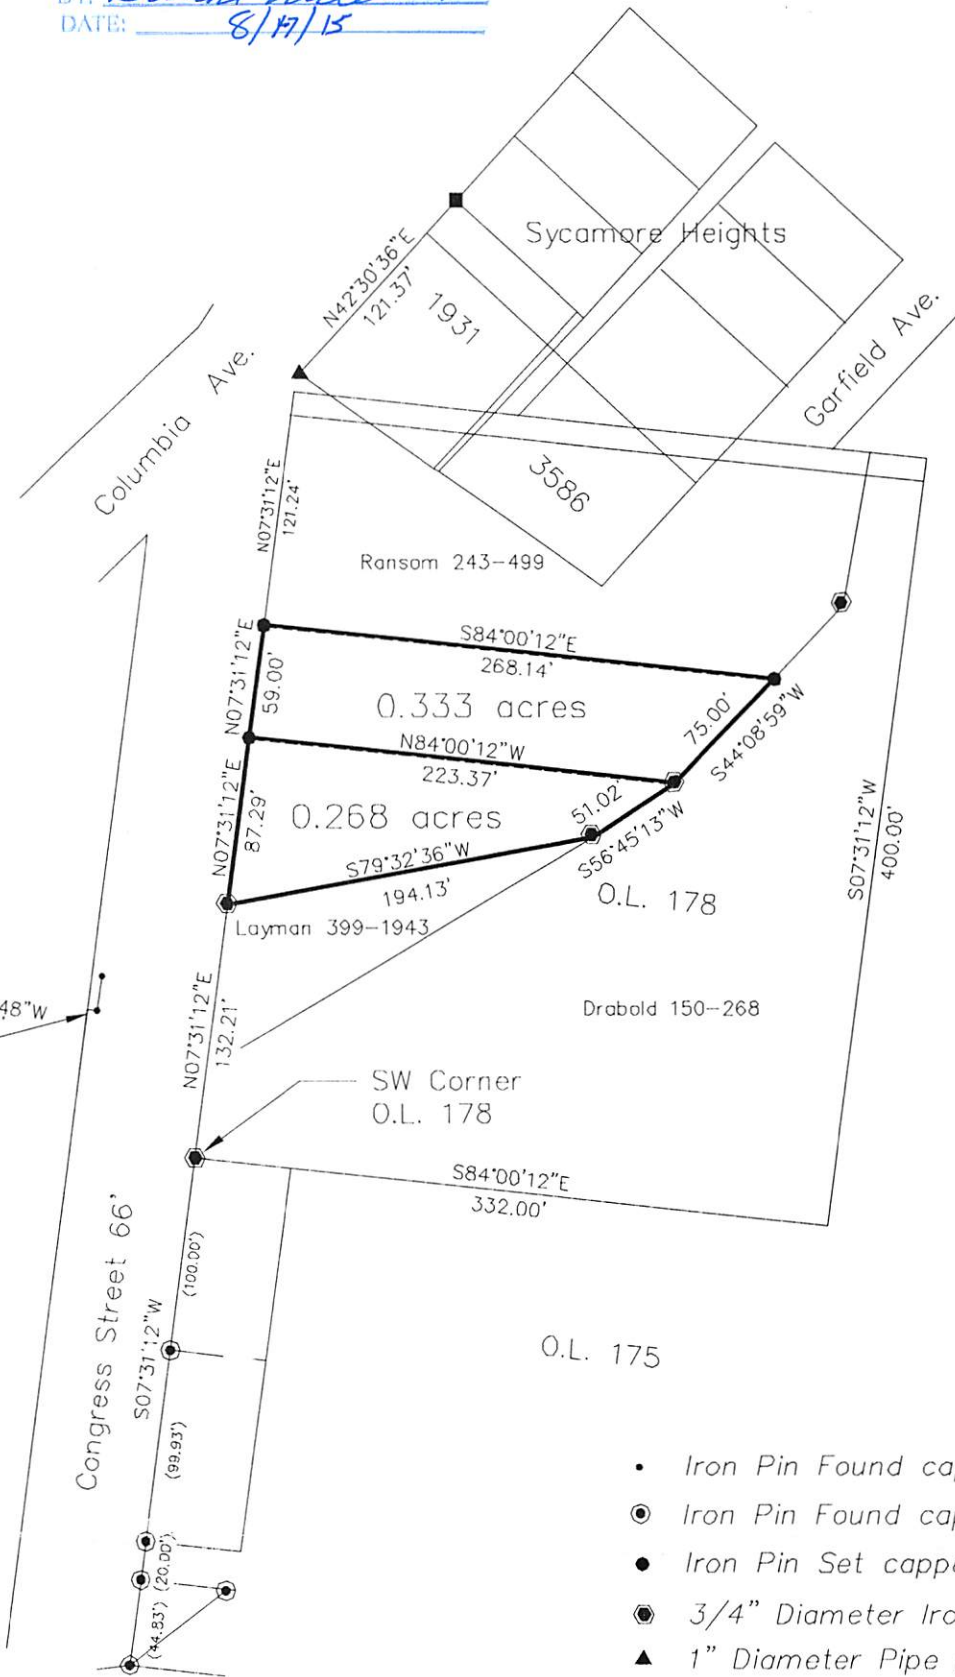 DATE: 8/17/15
Sycamore Heights
N42°30'36"E
121.37'
1931
Columbia Ave.
Garfield Ave.
3586
N07°31'12"E
121.24'
Ransom 243-499
S84°00'12"E
268.14'
N07°31'12"E
59.00'
0.333 acres
75.00'
S44°08'59"W
N84°00'12"W
223.37'
N07°31'12"E
87.29'
0.268 acres
51.02'
S56°45'13"W
S79°32'36"W
194.13'
S07°31'12"W
400.00'
O.L. 178
Layman 399-1943
48"W
Drabold 150-268
N07°31'12"E
132.21'
SW Corner
O.L. 178
S84°00'12"E
332.00'
Congress Street 66'
(100.00')
S07°31'12"W
O.L. 175
(99.93')
(20.00')
(44.83')
Iron Pin Found ca
Iron Pin Found ca
Iron Pin Set capp
3/4" Diameter Iro
1" Diameter Pipe